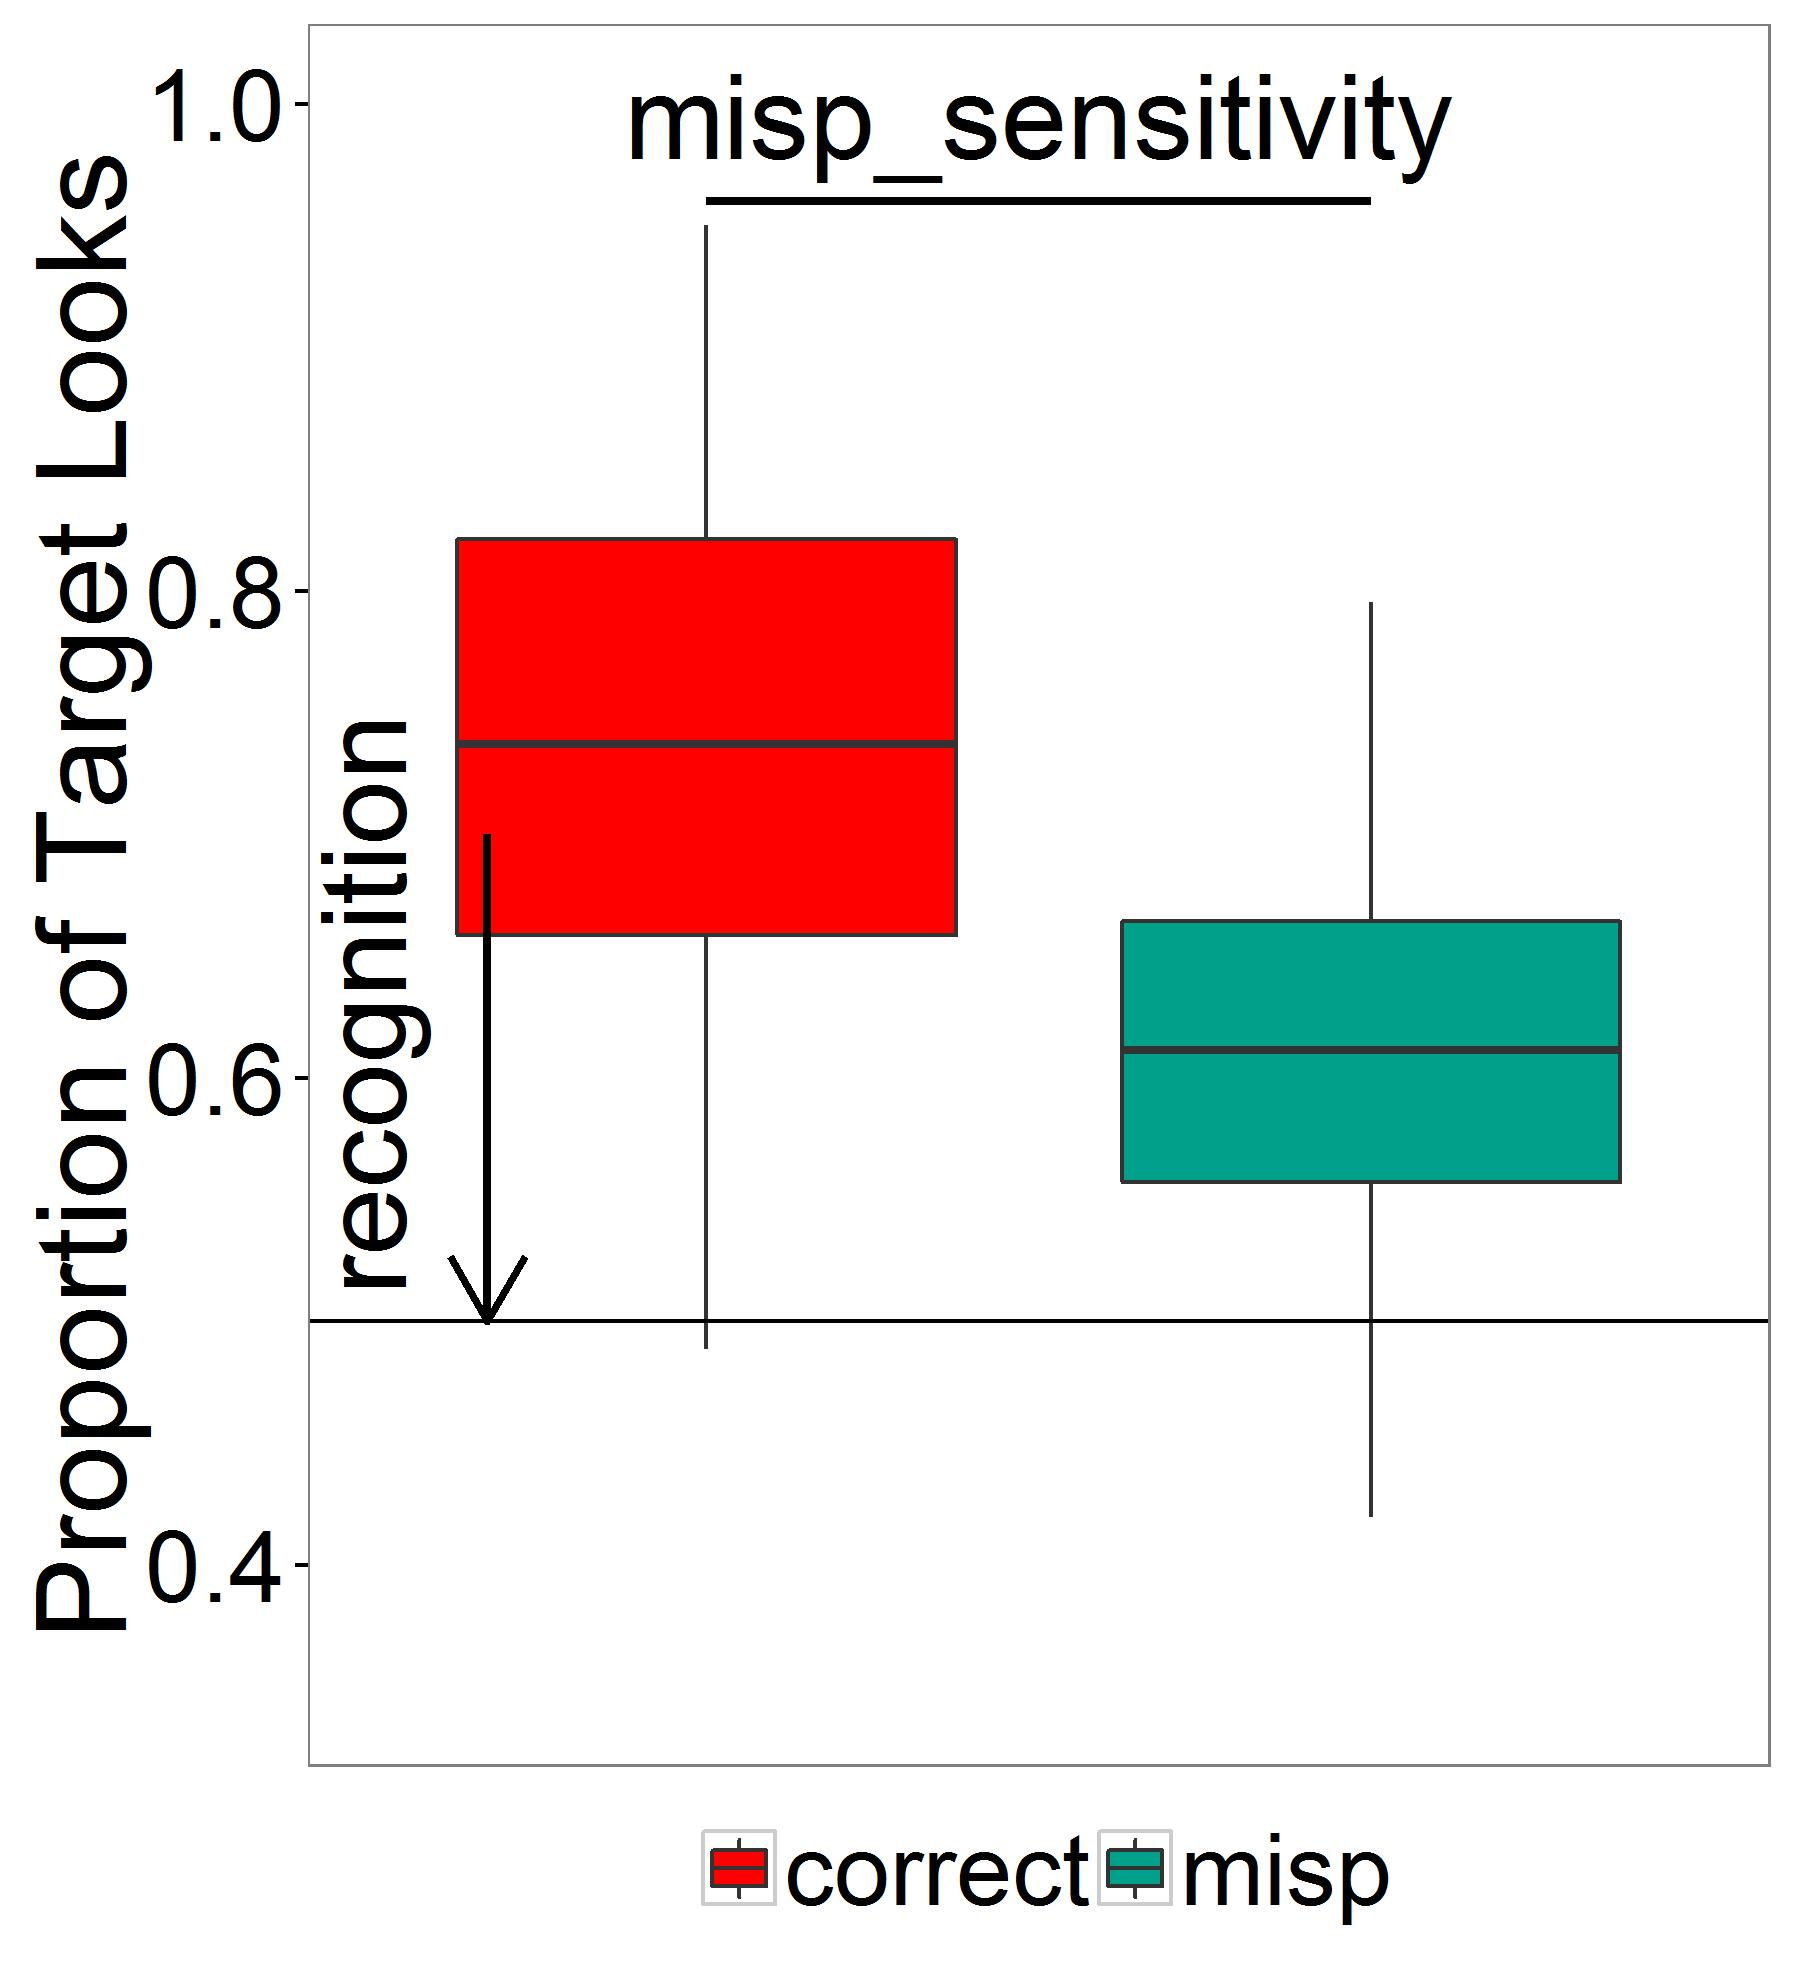 Proportion of Target Looks
1.0
0.8
0.6
0.4
misp_sensitivity
recognition
correct
misp